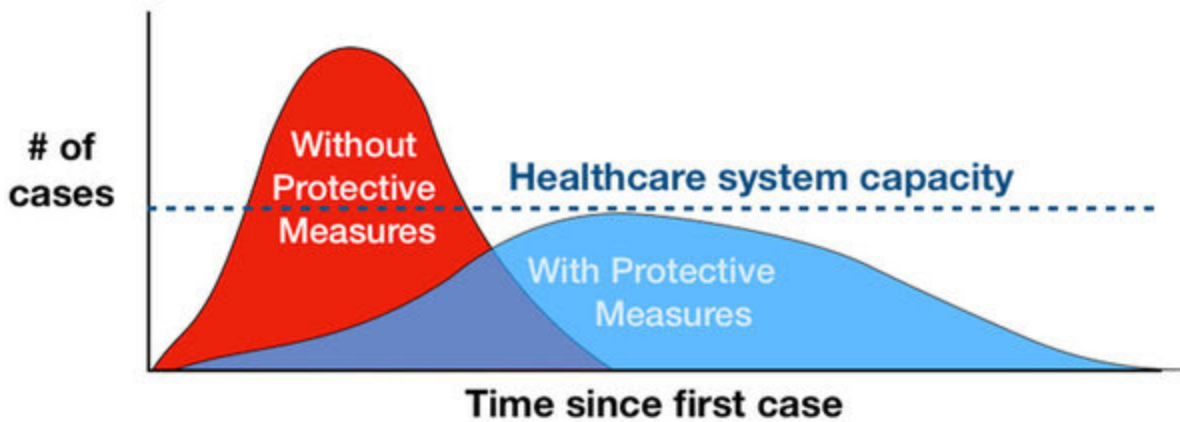 # of
cases
Without
Protective
Measures
Healthcare system capacity
With Protective
Measures
Time since first case